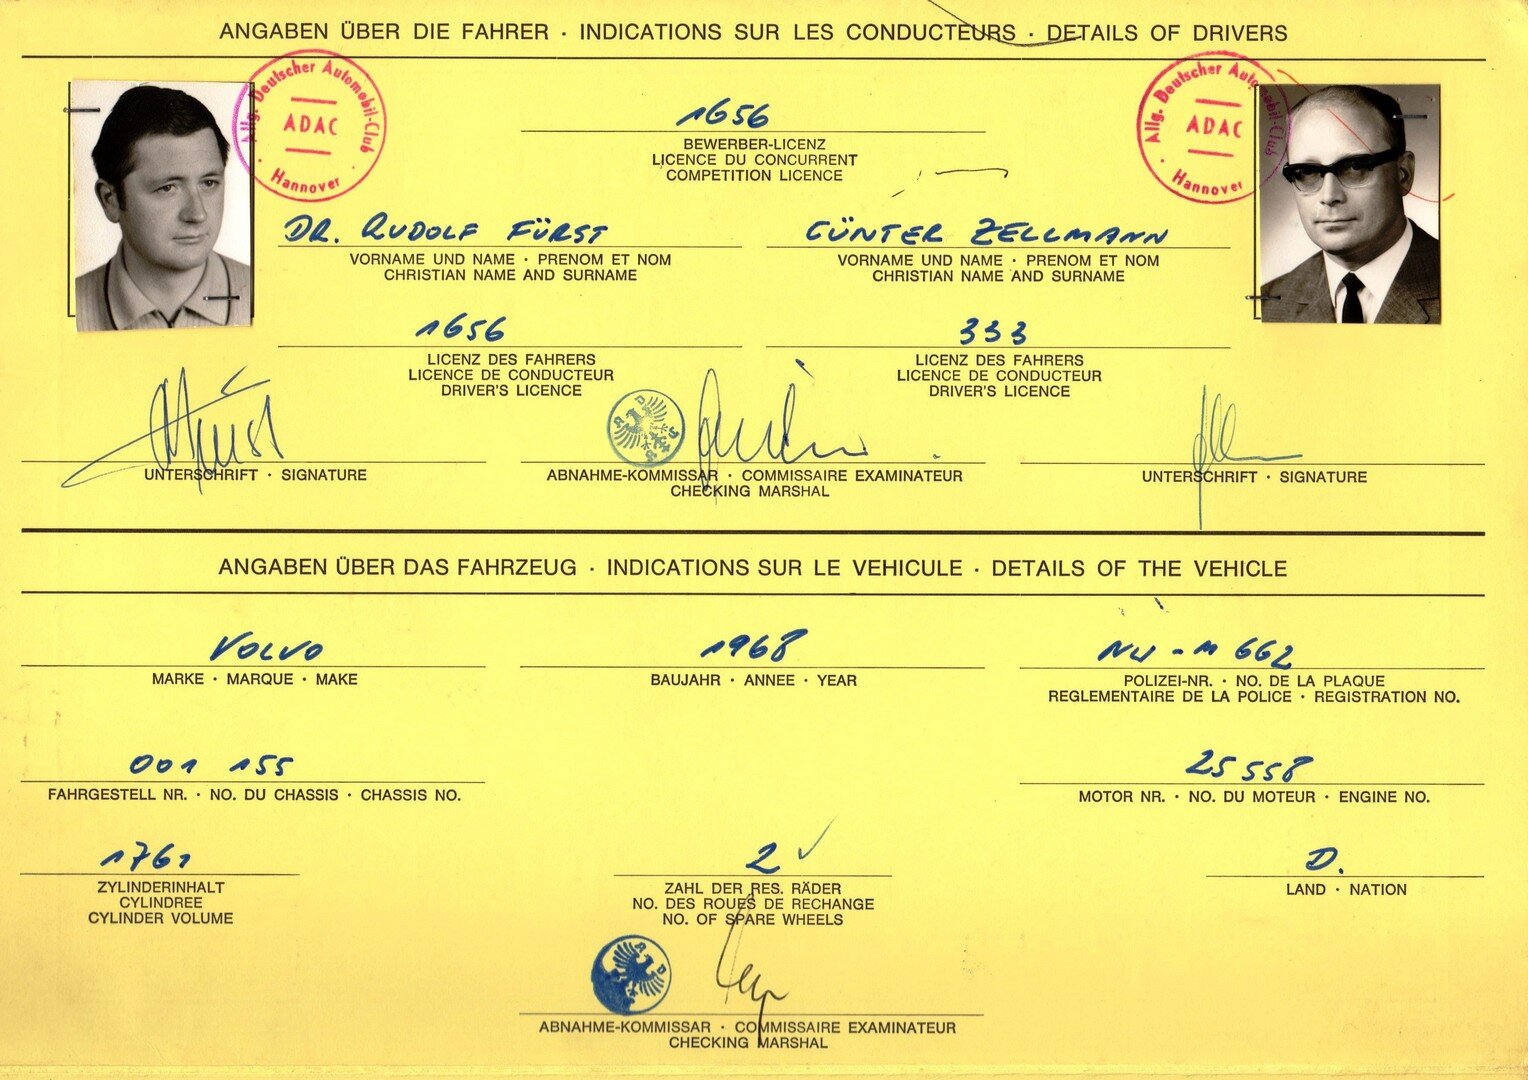 ANGABEN ÜBER DIE FAHRER · INDICATIONS SUR LES CONDUCTEURS · DETAILS OF DRIVERS
Allg. Deutscher Automobil-Club
ADAC
· Hannover ·
Allg. Deutscher Automobil-Club
ADAC
· Hannover
1656
BEWERBER-LICENZ
LICENCE DU CONCURRENT
COMPETITION LICENCE
DR. RUDOLF FÜRST
VORNAME UND NAME · PRENOM ET NOM
CHRISTIAN NAME AND SURNAME
GÜNTER ZELLMANN
VORNAME UND NAME · PRENOM ET NOM
CHRISTIAN NAME AND SURNAME
1656
LICENZ DES FAHRERS
LICENCE DE CONDUCTEUR
DRIVER'S LICENCE
333
LICENZ DES FAHRERS
LICENCE DE CONDUCTEUR
DRIVER'S LICENCE
UNTERSCHRIFT · SIGNATURE
ABNAHME-KOMMISSAR · COMMISSAIRE EXAMINATEUR
CHECKING MARSHAL
UNTERSCHRIFT · SIGNATURE
ANGABEN ÜBER DAS FAHRZEUG · INDICATIONS SUR LE VEHICULE · DETAILS OF THE VEHICLE
VOLVO
MARKE · MARQUE · MAKE
1968
BAUJAHR · ANNEE · YEAR
NU - M 662
POLIZEI-NR. · NO. DE LA PLAQUE
REGLEMENTAIRE DE LA POLICE · REGISTRATION NO.
001 155
FAHRGESTELL NR. · NO. DU CHASSIS · CHASSIS NO.
25 558
MOTOR NR. · NO. DU MOTEUR · ENGINE NO.
1761
ZYLINDERINHALT
CYLINDREE
CYLINDER VOLUME
2
ZAHL DER RES. RÄDER
NO. DES ROUES DE RECHANGE
NO. OF SPARE WHEELS
D.
LAND · NATION
ABNAHME-KOMMISSAR · COMMISSAIRE EXAMINATEUR
CHECKING MARSHAL